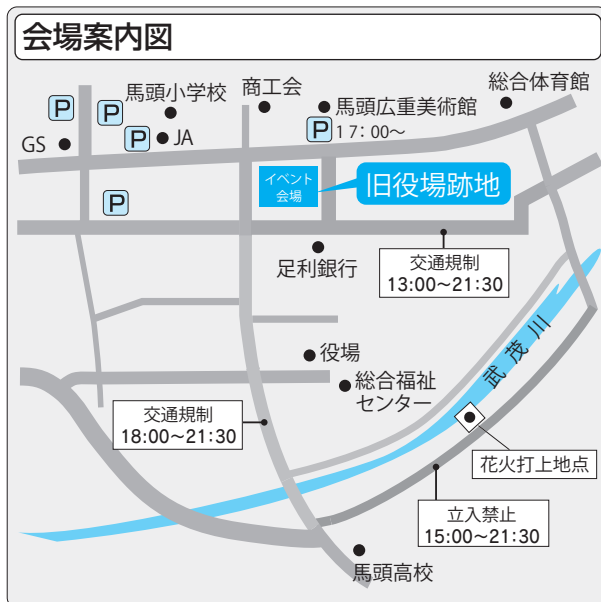 会場案内図
馬頭小学校
商工会
総合体育館
P
P
馬頭広重美術館
GS
P
JA
P
17:00～
イベント
会場
旧役場跡地
P
足利銀行
交通規制
13:00～21:30
武茂川
役場
総合福祉
センター
交通規制
18:00～21:30
花火打上地点
立入禁止
15:00～21:30
馬頭高校